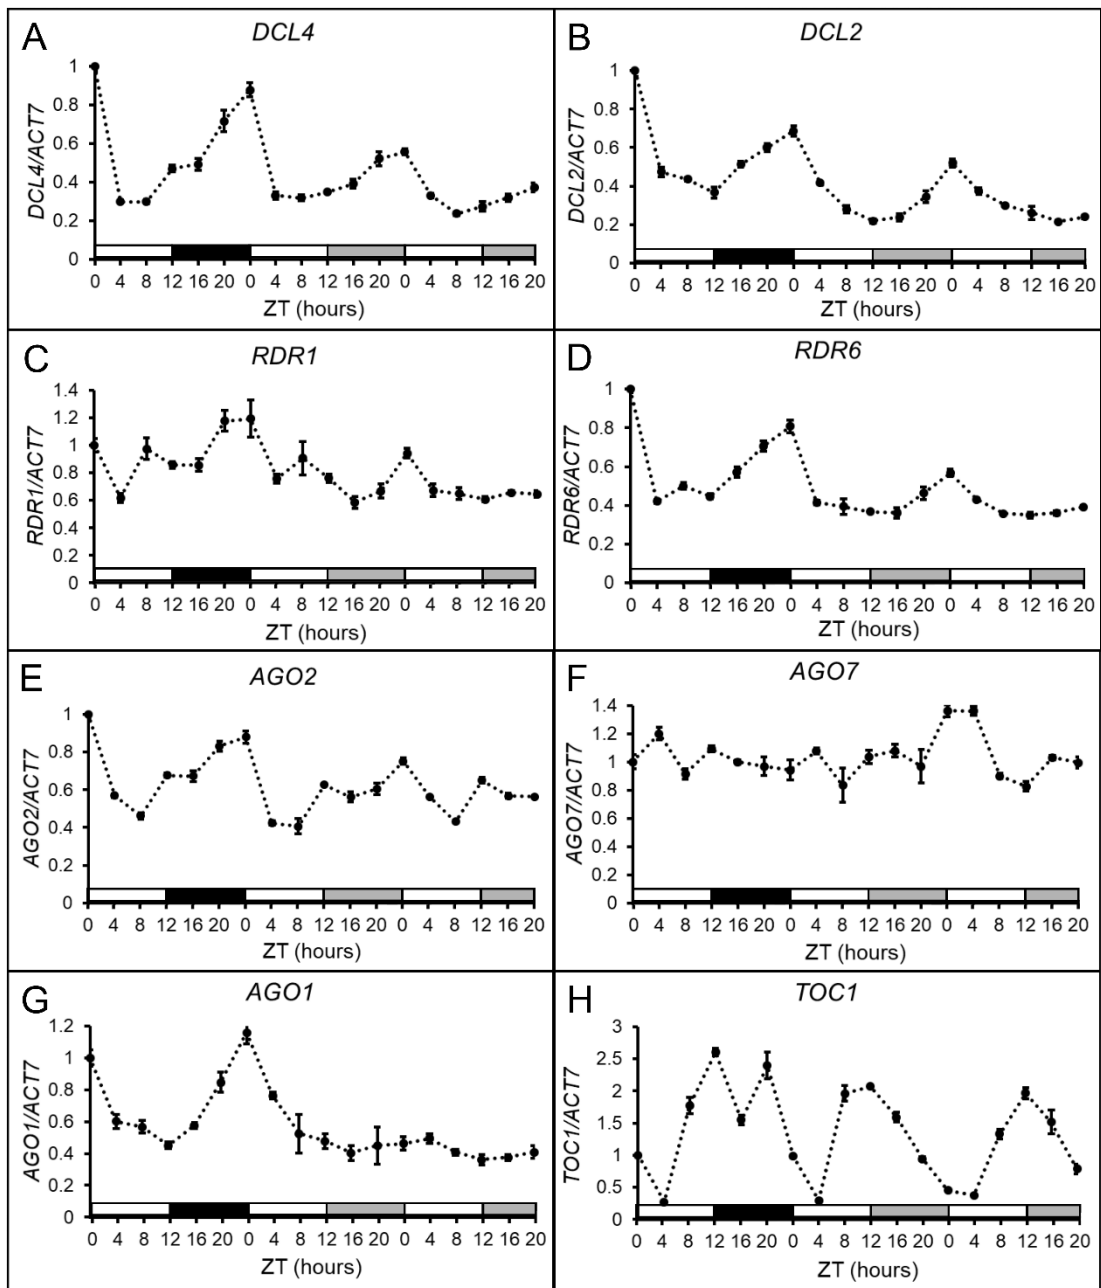 A
DCL4
DCL4/ACT7
1
0.8
0.6
0.4
0.2
0
0 4 8 12 16 20 0 4 8 12 16 20 0 4 8 12 16 20
ZT (hours)
B
DCL2
DCL2/ACT7
1
0.8
0.6
0.4
0.2
0
0 4 8 12 16 20 0 4 8 12 16 20 0 4 8 12 16 20
ZT (hours)
C
RDR1
RDR1/ACT7
1.4
1.2
1
0.8
0.6
0.4
0.2
0
0 4 8 12 16 20 0 4 8 12 16 20 0 4 8 12 16 20
ZT (hours)
D
RDR6
RDR6/ACT7
1
0.8
0.6
0.4
0.2
0
0 4 8 12 16 20 0 4 8 12 16 20 0 4 8 12 16 20
ZT (hours)
E
AGO2
AGO2/ACT7
1
0.8
0.6
0.4
0.2
0
0 4 8 12 16 20 0 4 8 12 16 20 0 4 8 12 16 20
ZT (hours)
F
AGO7
AGO7/ACT7
1.4
1.2
1
0.8
0.6
0.4
0.2
0
0 4 8 12 16 20 0 4 8 12 16 20 0 4 8 12 16 20
ZT (hours)
G
AGO1
AGO1/ACT7
1.2
1
0.8
0.6
0.4
0.2
0
0 4 8 12 16 20 0 4 8 12 16 20 0 4 8 12 16 20
ZT (hours)
H
TOC1
TOC1/ACT7
3
2.5
2
1.5
1
0.5
0
0 4 8 12 16 20 0 4 8 12 16 20 0 4 8 12 16 20
ZT (hours)